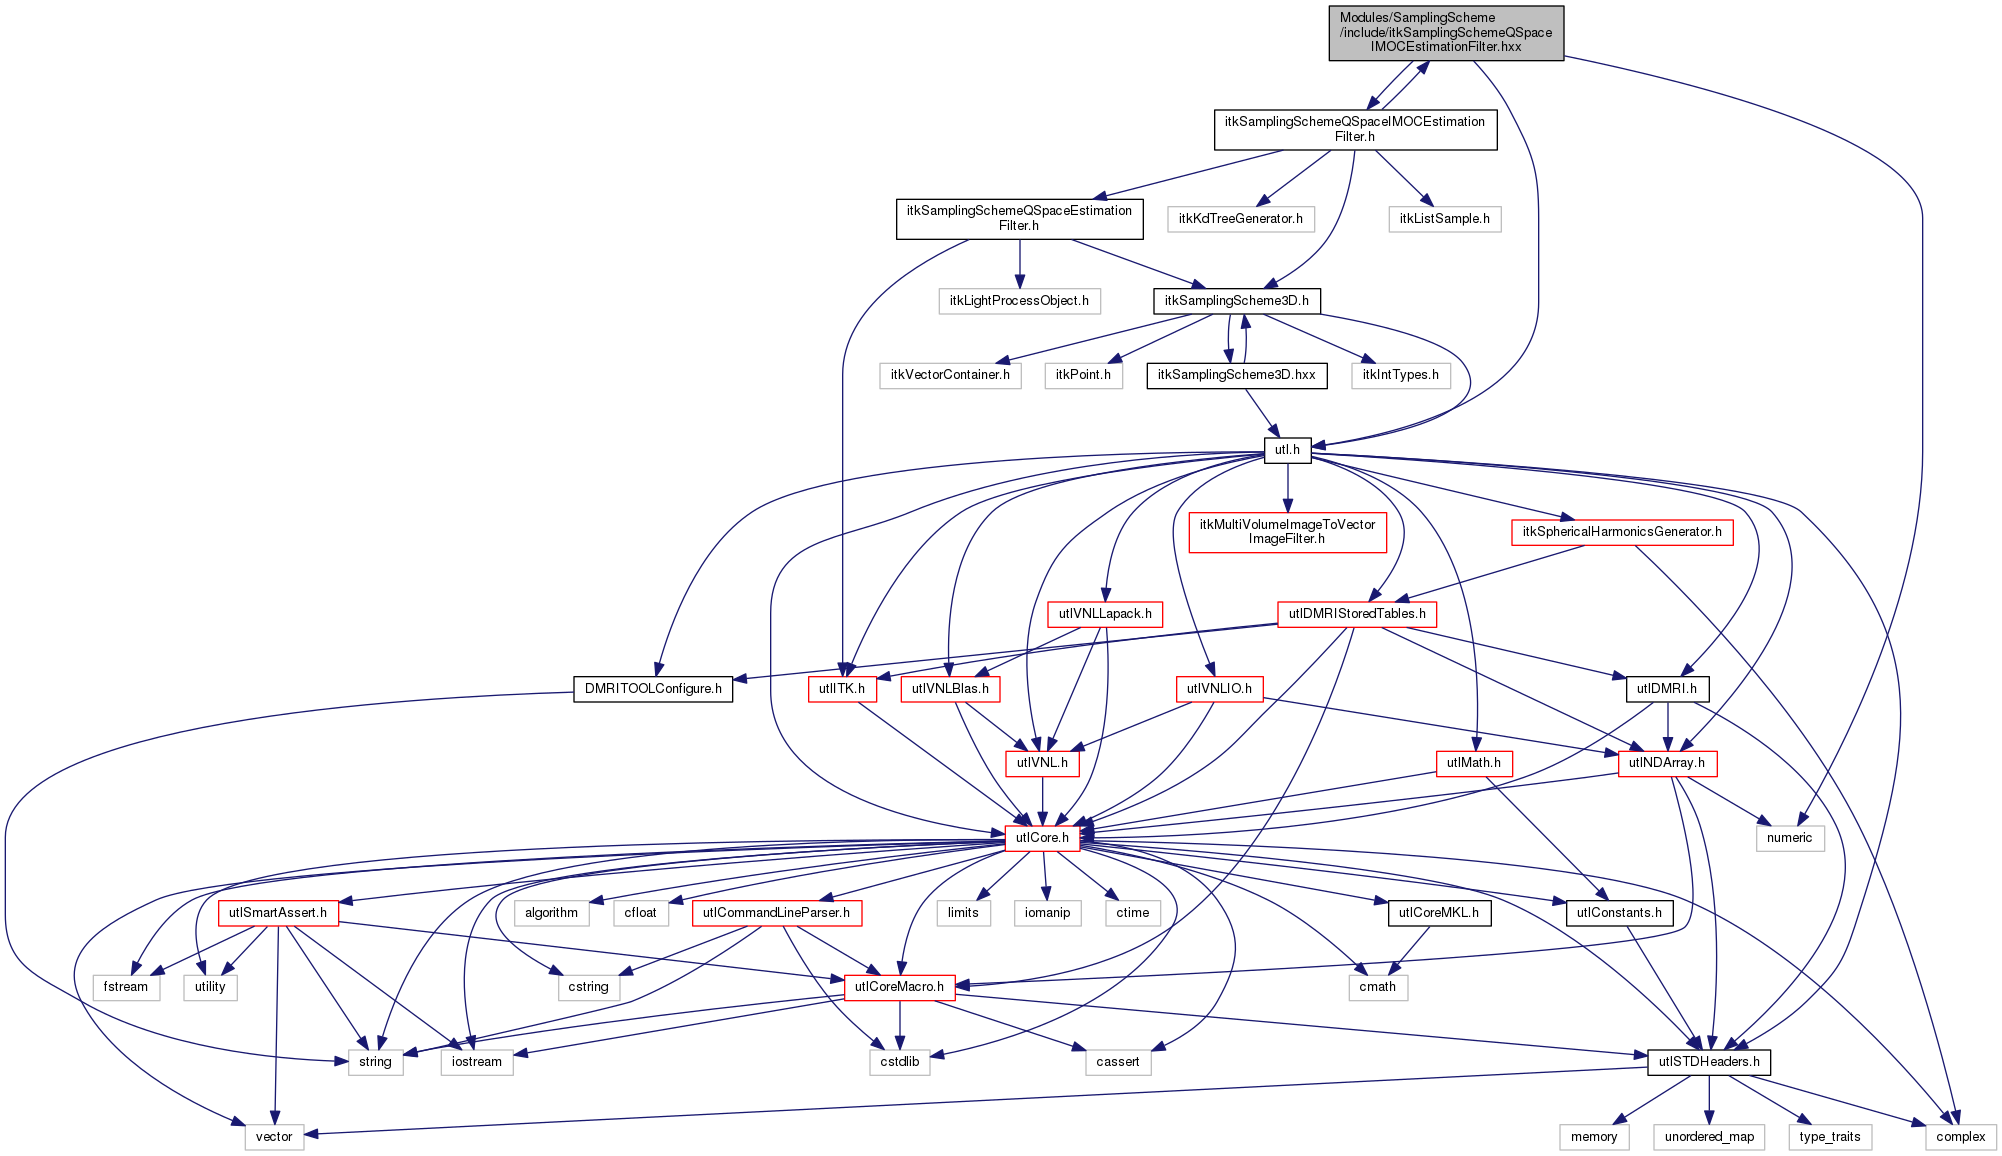 Modules/SamplingScheme
/include/itkSamplingSchemeQSpace
IMOCEstimationFilter.hxx
itkSamplingSchemeQSpaceIMOCEstimation
Filter.h
itkSamplingSchemeQSpaceEstimation
Filter.h
itkKdTreeGenerator.h
itkListSample.h
itkLightProcessObject.h
itkSamplingScheme3D.h
itkVectorContainer.h
itkPoint.h
itkSamplingScheme3D.hxx
itkIntTypes.h
utl.h
itkMultiVolumeImageToVector
ImageFilter.h
itkSphericalHarmonicsGenerator.h
utlVNLLapack.h
utlDMRIStoredTables.h
DMRITOOLConfigure.h
utlITK.h
utlVNLBlas.h
utlVNLIO.h
utlDMRI.h
utlVNL.h
utlMath.h
utlNDArray.h
utlCore.h
numeric
utlSmartAssert.h
algorithm
cfloat
utlCommandLineParser.h
limits
iomanip
ctime
utlCoreMKL.h
utlConstants.h
fstream
utility
cstring
utlCoreMacro.h
cmath
string
iostream
cstdlib
cassert
utlSTDHeaders.h
vector
memory
unordered_map
type_traits
complex